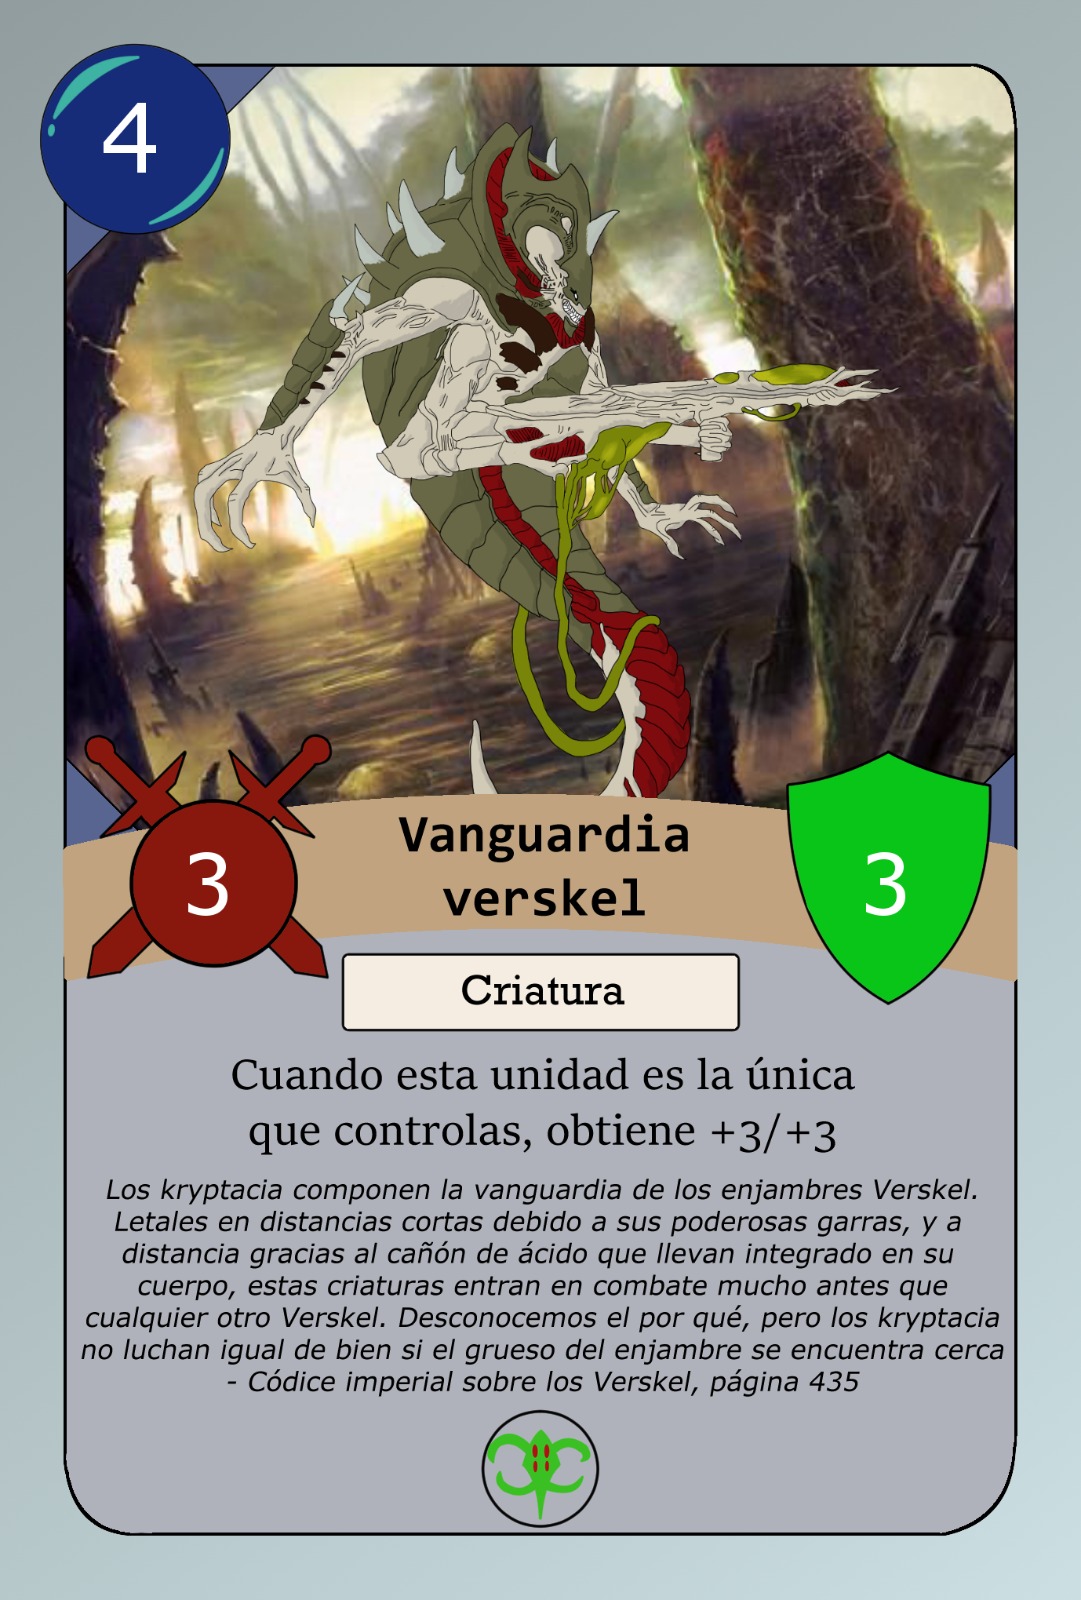 4
Vanguardia
verskel
3
3
Criatura
Cuando esta unidad es la única
que controlas, obtiene +3/+3
Los kryptacia componen la vanguardia de los enjambres Verskel.
Letales en distancias cortas debido a sus poderosas garras, y a
distancia gracias al cañón de ácido que llevan integrado en su
cuerpo, estas criaturas entran en combate mucho antes que
cualquier otro Verskel. Desconocemos el por qué, pero los kryptacia
no luchan igual de bien si el grueso del enjambre se encuentra cerca
- Códice imperial sobre los Verskel, página 435